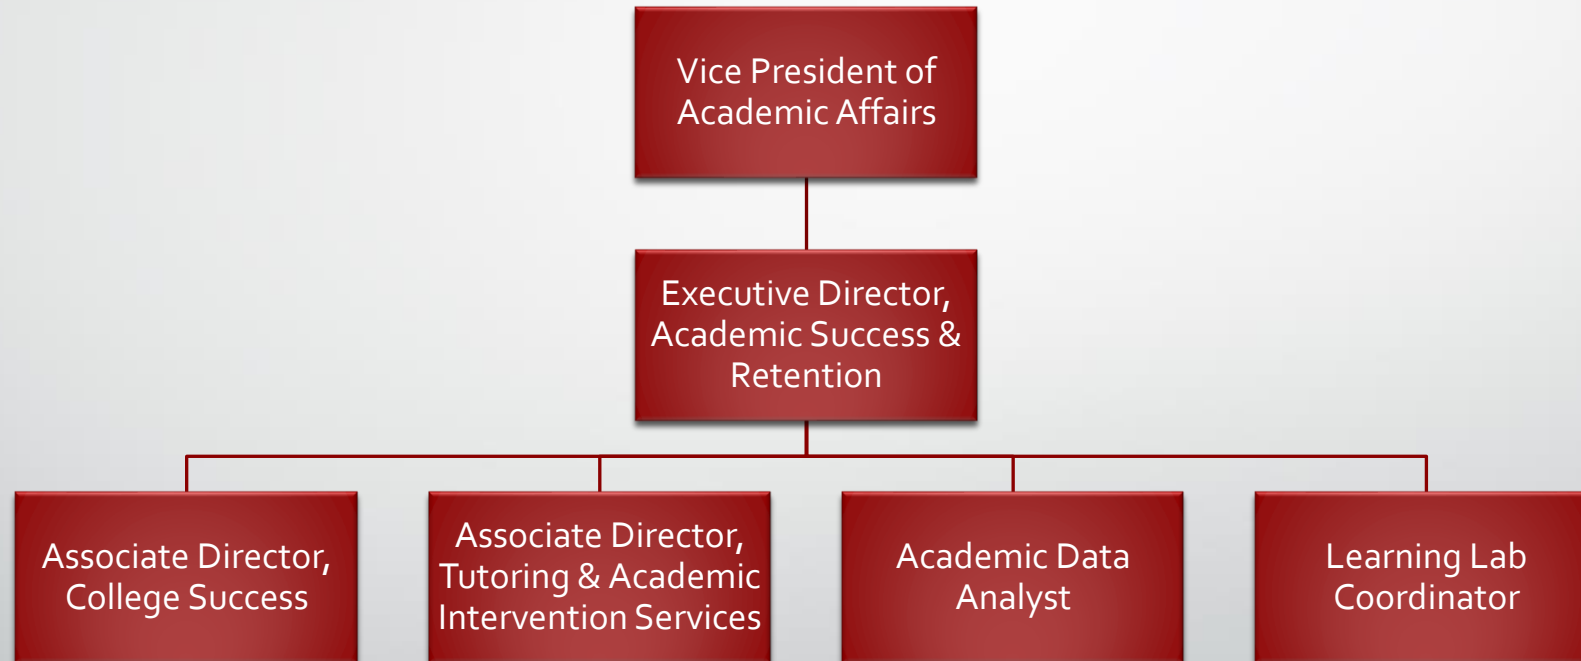 Vice President of
Academic Affairs
Executive Director,
Academic Success &
Retention
Associate Director,
College Success
Associate Director,
Tutoring & Academic
Intervention Services
Academic Data
Analyst
Learning Lab
Coordinator